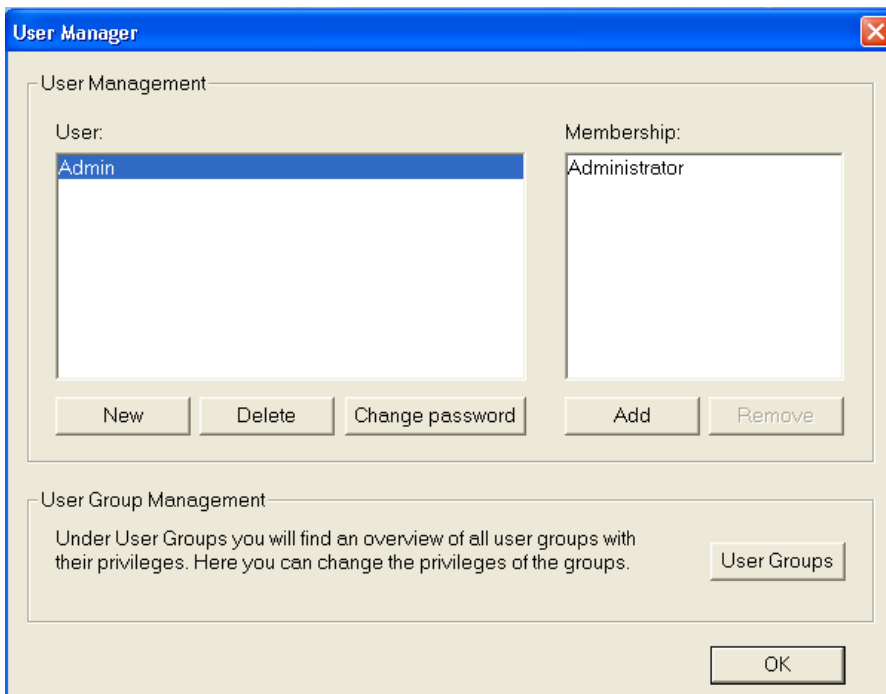 User Manager
User Management
User:
Membership:
Admin
Administrator
New
Delete
Change password
Add
Remove
User Group Management
Under User Groups you will find an overview of all user groups with
their privileges. Here you can change the privileges of the groups.
User Groups
OK